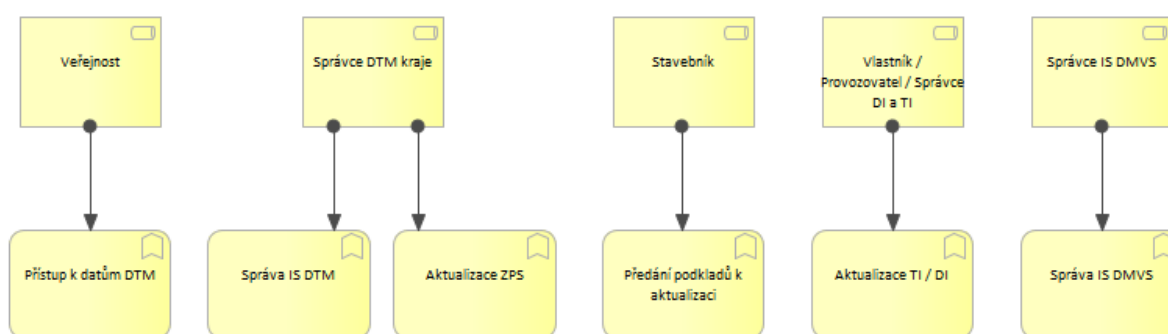 Veřejnost
Správce DTM kraje
Stavebník
Vlastník /
Provozovatel / Správce
DI a TI
Správce IS DMVS
Přístup k datům DTM
Správa IS DTM
Aktualizace ZPS
Předání podkladů k
aktualizaci
Aktualizace TI / DI
Správa IS DMVS